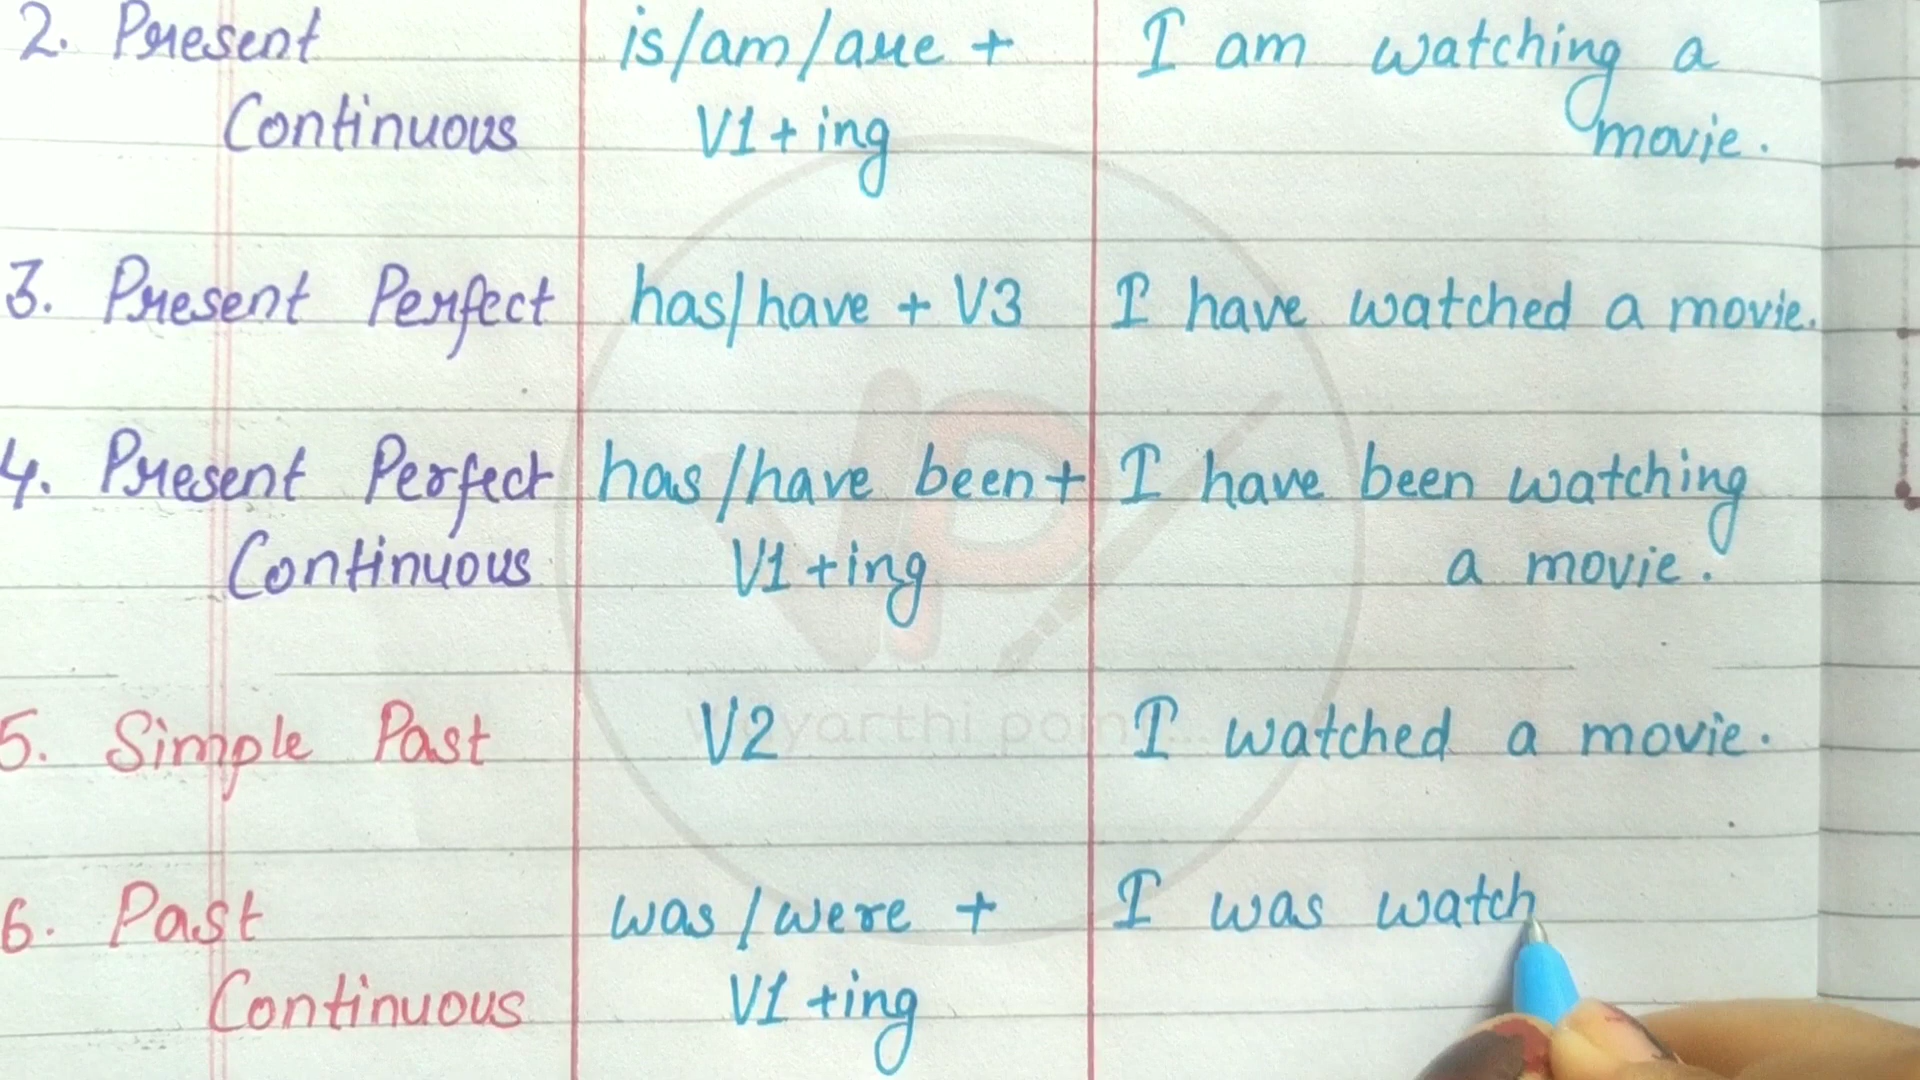 2. Present is/am/are + I am watching a
Continuous V1 + ing movie.
3. Present Perfect has/have + V3 I have watched a movie.
4. Present Perfect has/have been + I have been watching
Continuous V1 + ing a movie.
5. Simple Past V2 I watched a movie.
6. Past was/were + I was watch
Continuous V1 + ing